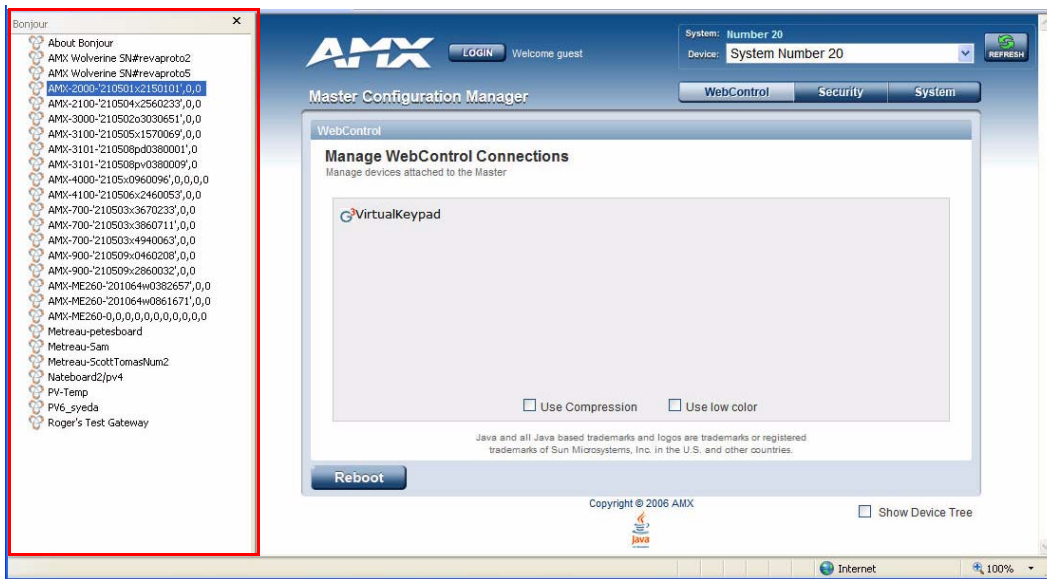 Bonjour
x
About Bonjour
AMX Wolverine SN#revaproto2
AMX Wolverine SN#revaproto5
AMX-2000-'210501x2150101',0,0
AMX-2100-'210504x2560233',0,0
AMX-3000-'210502o3030651',0,0
AMX-3100-'210505x1570069',0,0
AMX-3101-'210508pd0380001',0
AMX-3101-'210508pv0380009',0
AMX-4000-'2105x0960096',0,0,0,0
AMX-4100-'210506x2460053',0,0
AMX-700-'210503x3670233',0,0
AMX-700-'210503x3860711',0,0
AMX-700-'210503x4940063',0,0
AMX-900-'210509x0460208',0,0
AMX-900-'210509x2860032',0,0
AMX-ME260-'201064w0382657',0,0
AMX-ME260-'201064w0861671',0,0
AMX-ME260-0,0,0,0,0,0,0,0,0,0,0
Metreau-petesboard
Metreau-Sam
Metreau-ScottTomasNum2
Nateboard2/pv4
PV-Temp
PV6_syeda
Roger's Test Gateway
AMX
LOGIN
Welcome guest
System: Number 20
Device: System Number 20
REFRESH
Master Configuration Manager
WebControl
Security
System
WebControl
Manage WebControl Connections
Manage devices attached to the Master
G3VirtualKeypad
Use Compression
Use low color
Java and all Java based trademarks and logos are trademarks or registered
trademarks of Sun Microsystems, Inc. in the U.S. and other countries.
Reboot
Copyright © 2006 AMX
Java
Show Device Tree
Internet
100%